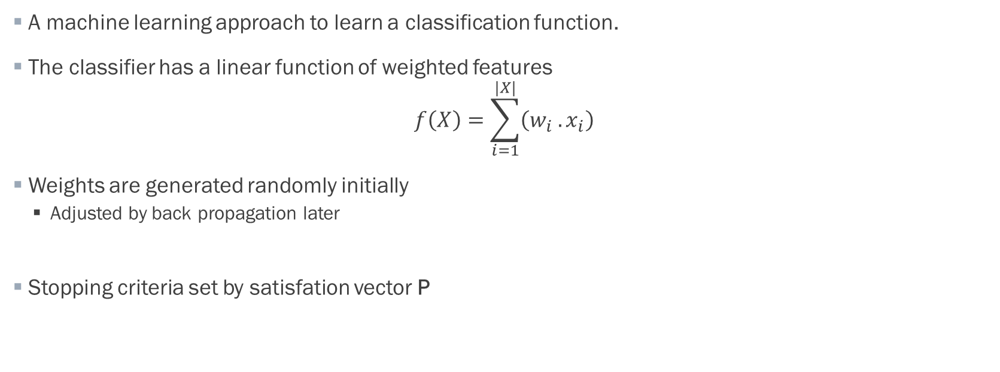 ▪ A machine learning approach to learn a classification function.
▪ The classifier has a linear function of weighted features
f(X) = ∑_{i=1}^{|X|} (w_i . x_i)
▪ Weights are generated randomly initially
▪ Adjusted by back propagation later
▪ Stopping criteria set by satisfation vector P